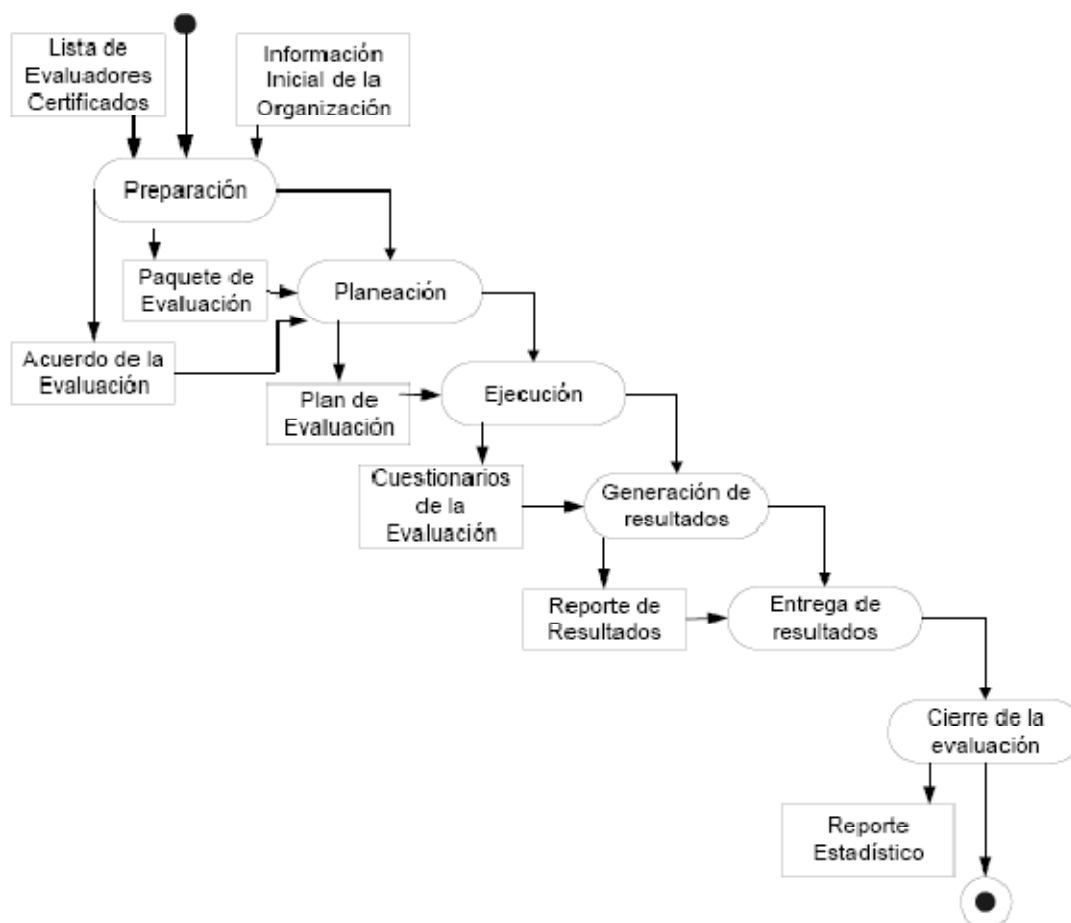 Lista de
Evaluadores
Certificados
Información
Inicial de la
Organización
Preparación
Paquete de
Evaluación
Planeación
Acuerdo de la
Evaluación
Plan de
Evaluación
Ejecución
Cuestionarios
de la
Evaluación
Generación de
resultados
Reporte de
Resultados
Entrega de
resultados
Cierre de la
evaluación
Reporte
Estadístico